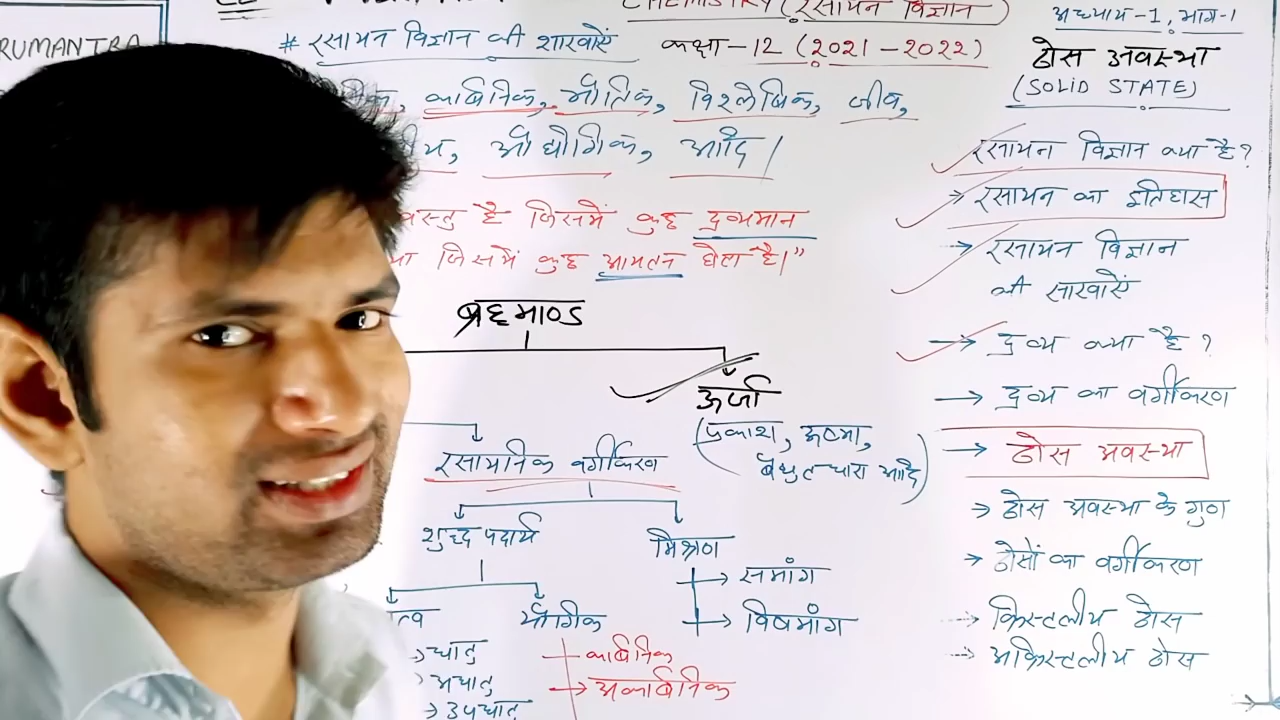 RUMANTRA
CHEMISTRY (रसायन विज्ञान)
# रसायन विज्ञान की शाखाएँ
कक्षा-12 (2021-2022)
कार्बनिक, भौतिक, विश्लेषिक, जीव,
औद्योगिक, आदि।
वस्तु है जिसमें कुछ द्रव्यमान
जिसमें कुछ आयतन होता है।"
ब्रह्माण्ड
ऊर्जा
(प्रकाश, ऊष्मा,
वैधुत धारा आदि)
रसायनिक वर्गीकरण
शुद्ध पदार्थ
मिश्रण
→ समांग
→ विषमांग
यौगिक
→ धातु
अधातु
→ उपधातु
कार्बनिक
→ अकार्बनिक
अध्याय-1, भाग-1
ठोस अवस्था
(SOLID STATE)
रसायन विज्ञान क्या है?
→ रसायन का इतिहास
→ रसायन विज्ञान
की साखाएँ
→ द्रव्य क्या है?
→ द्रव्य का वर्गीकरण
→ ठोस अवस्था
→ ठोस अवस्था के गुण
→ ठोसों का वर्गीकरण
→ क्रिस्टलीय ठोस
→ अक्रिस्टलीय ठोस